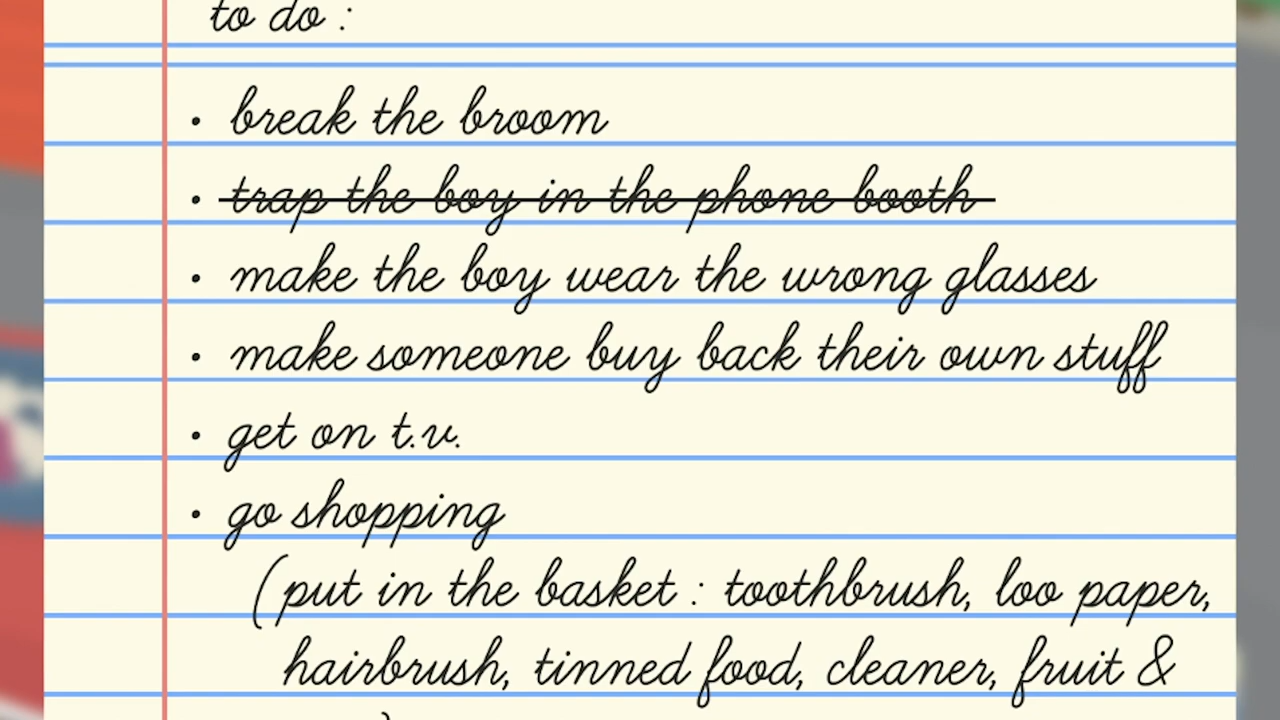 to do :
• break the broom
• trap the boy in the phone booth
• make the boy wear the wrong glasses
• make someone buy back their own stuff
• get on t.v.
• go shopping
(put in the basket : toothbrush, loo paper,
hairbrush, tinned food, cleaner, fruit &